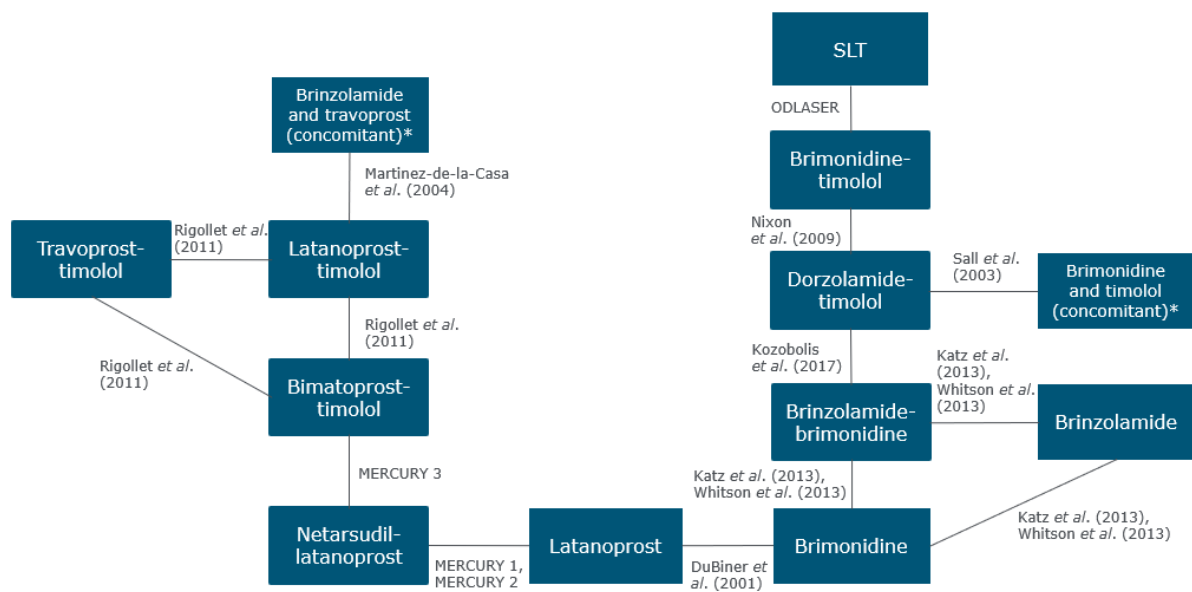 SLT
ODLASER
Brinzolamide
and travoprost
(concomitant)*
Brimonidine-
timolol
Martinez-de-la-Casa
et al. (2004)
Nixon
et al. (2009)
Rigollet et al.
(2011)
Travoprost-
timolol
Latanoprost-
timolol
Dorzolamide-
timolol
Sall et al.
(2003)
Brimonidine
and timolol
(concomitant)*
Rigollet et al.
(2011)
Rigollet et al.
(2011)
Kozobolis
et al. (2017)
Katz et al.
(2013),
Whitson et al.
(2013)
Bimatoprost-
timolol
Brinzolamide-
brimonidine
Brinzolamide
MERCURY 3
Katz et al. (2013),
Whitson et al. (2013)
Katz et al. (2013),
Whitson et al. (2013)
Netarsudil-
latanoprost
MERCURY 1,
MERCURY 2
Latanoprost
DuBiner et
al. (2001)
Brimonidine